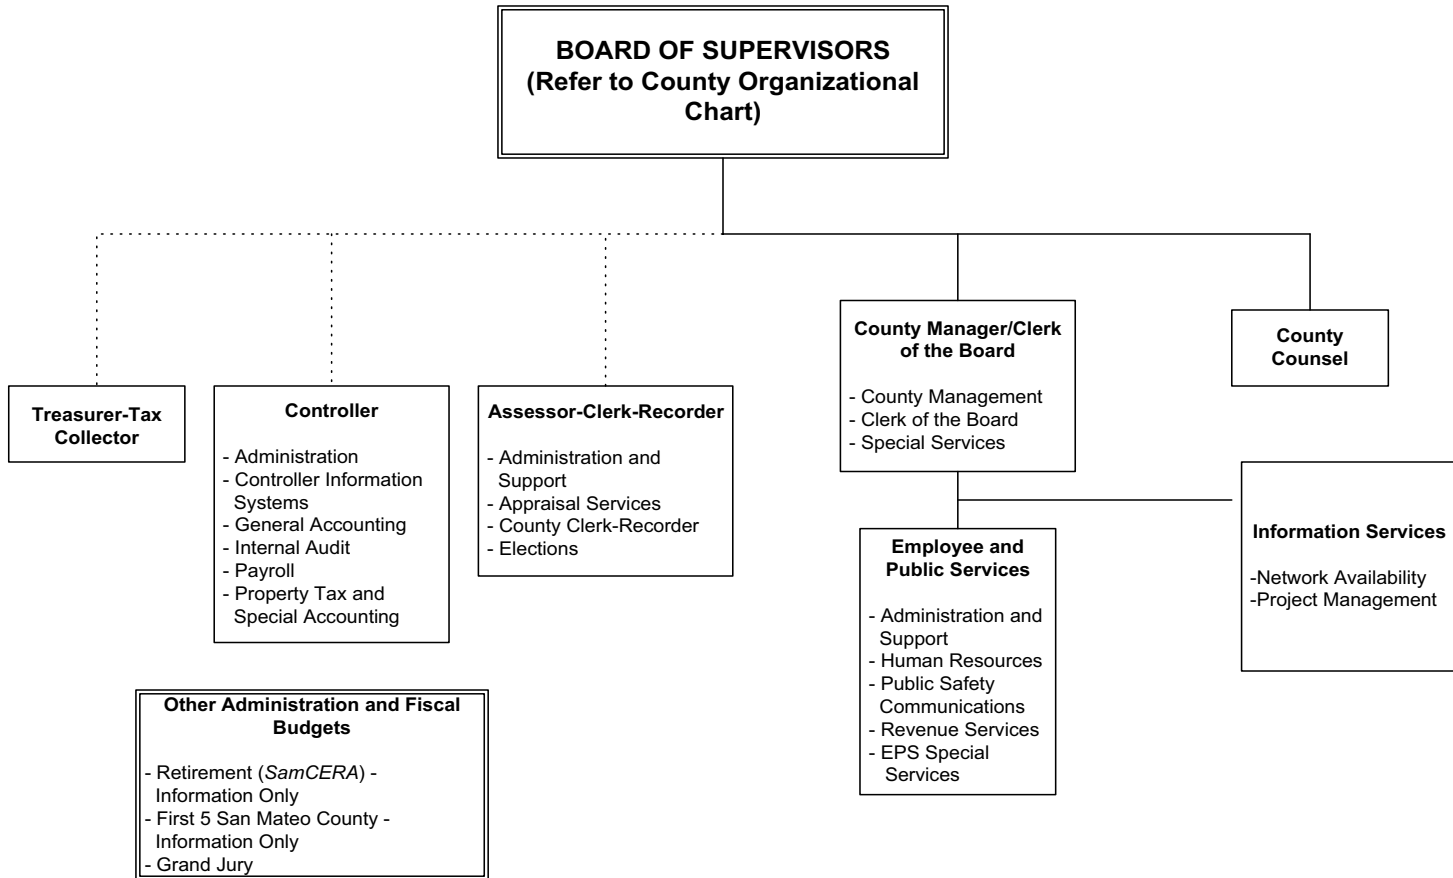 BOARD OF SUPERVISORS
(Refer to County Organizational
Chart)
Treasurer-Tax
Collector
Controller
- Administration
- Controller Information
Systems
- General Accounting
- Internal Audit
- Payroll
- Property Tax and
Special Accounting
Assessor-Clerk-Recorder
- Administration and
Support
- Appraisal Services
- County Clerk-Recorder
- Elections
County Manager/Clerk
of the Board
- County Management
- Clerk of the Board
- Special Services
County
Counsel
Employee and
Public Services
- Administration and
Support
- Human Resources
- Public Safety
Communications
- Revenue Services
- EPS Special
Services
Information Services
-Network Availability
-Project Management
Other Administration and Fiscal
Budgets
- Retirement (SamCERA) -
Information Only
- First 5 San Mateo County -
Information Only
- Grand Jury